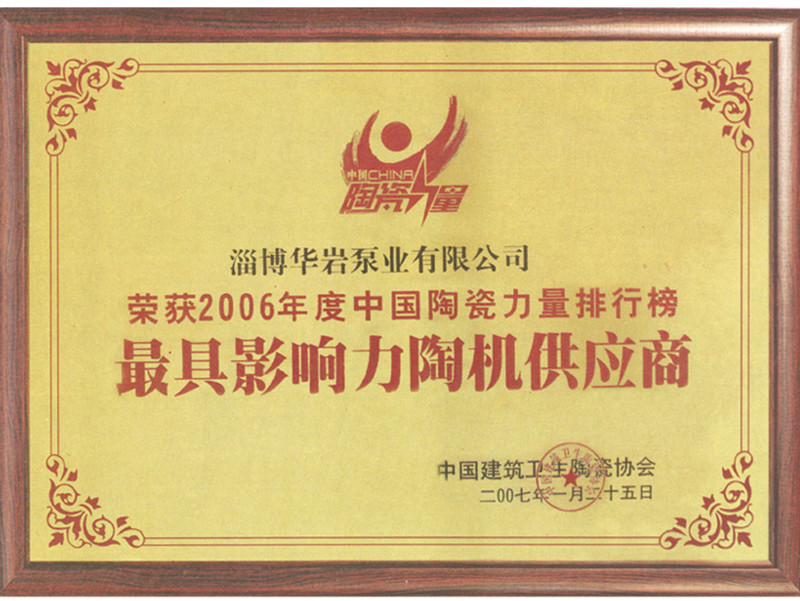 中国CHINA
陶瓷力量
淄博华岩泵业有限公司
荣获2006年度中国陶瓷力量排行榜
最具影响力陶机供应商
中国建筑卫生陶瓷协会
二00七年一月二十五日